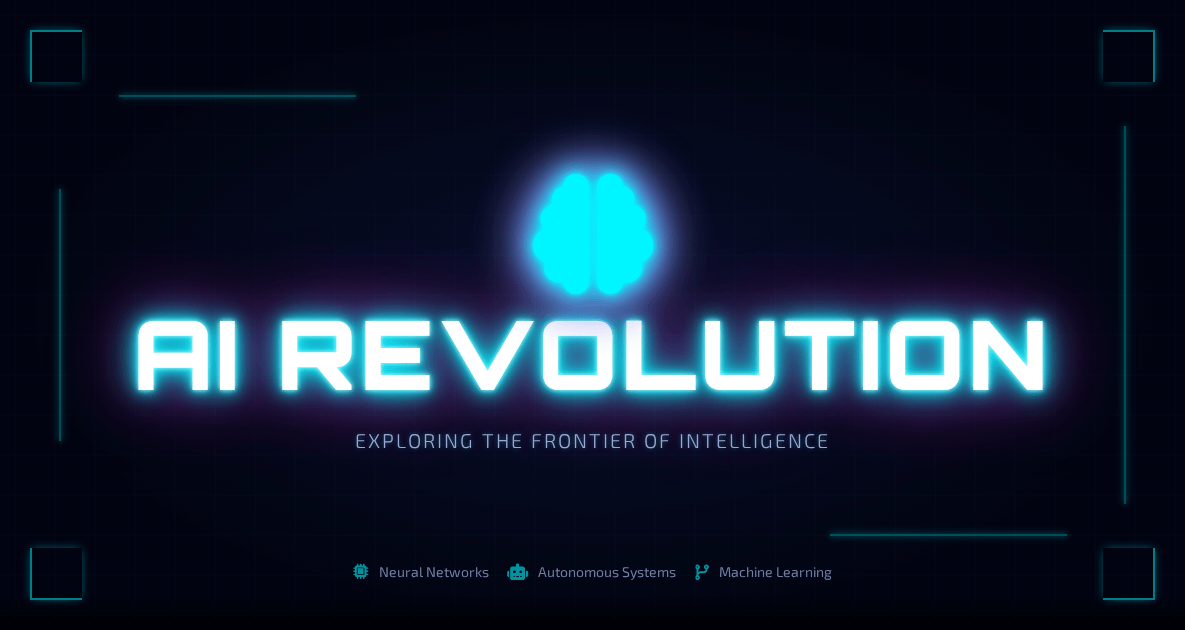 AI REVOLUTION
EXPLORING THE FRONTIER OF INTELLIGENCE
Neural Networks Autonomous Systems Machine Learning